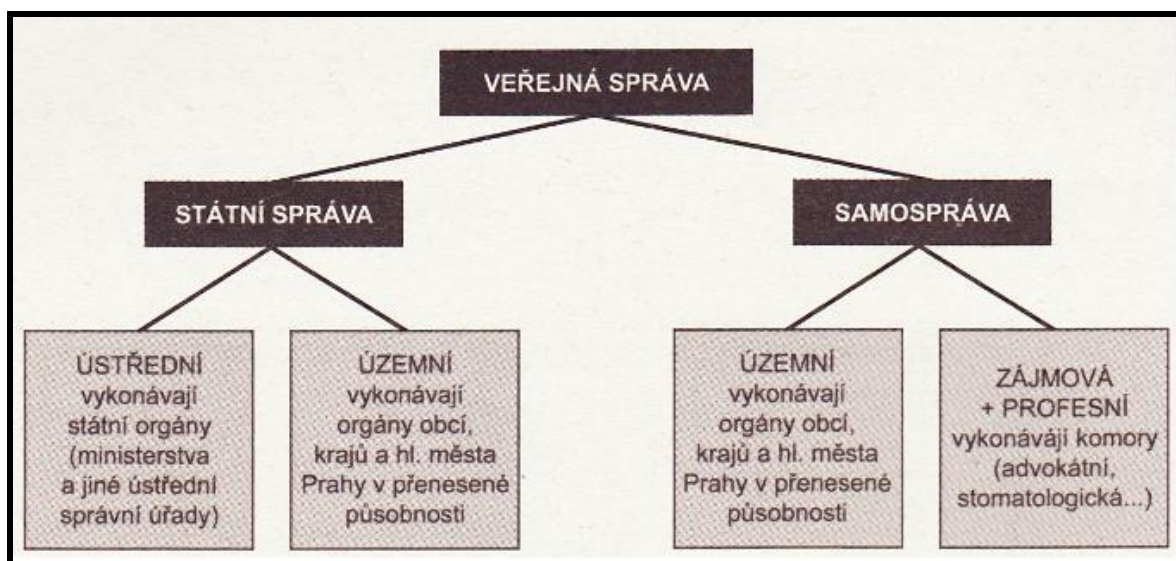 VEŘEJNÁ SPRÁVA
STÁTNÍ SPRÁVA
SAMOSPRÁVA
ÚSTŘEDNÍ
vykonávají
státní orgány
(ministerstva
a jiné ústřední
správní úřady)
ÚZEMNÍ
vykonávají
orgány obcí,
krajů a hl. města
Prahy v přenesené
působnosti
ÚZEMNÍ
vykonávají
orgány obcí,
krajů a hl. města
Prahy v přenesené
působnosti
ZÁJMOVÁ
+ PROFESNÍ
vykonávájí komory
(advokátní,
stomatologická...)